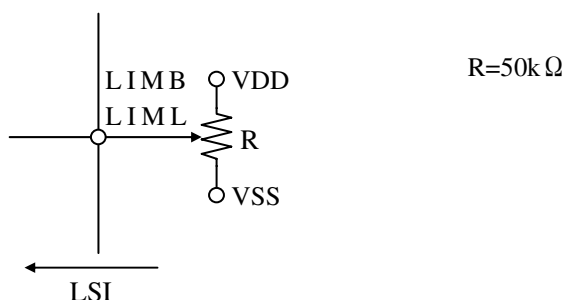 LIMB
VDD
R=50kΩ
LIML
R
VSS
LSI